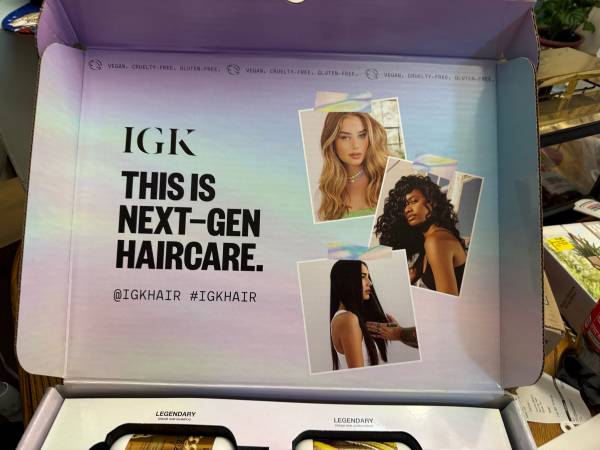 VEGAN. CRUELTY-FREE. GLUTEN-FREE. VEGAN. CRUELTY-FREE. GLUTEN-FREE. VEGAN. CRUELTY-FREE. GLUTEN-FREE.
IGK
THIS IS
NEXT-GEN
HAIRCARE.
@IGKHAIR #IGKHAIR
LEGENDARY
LEGENDARY